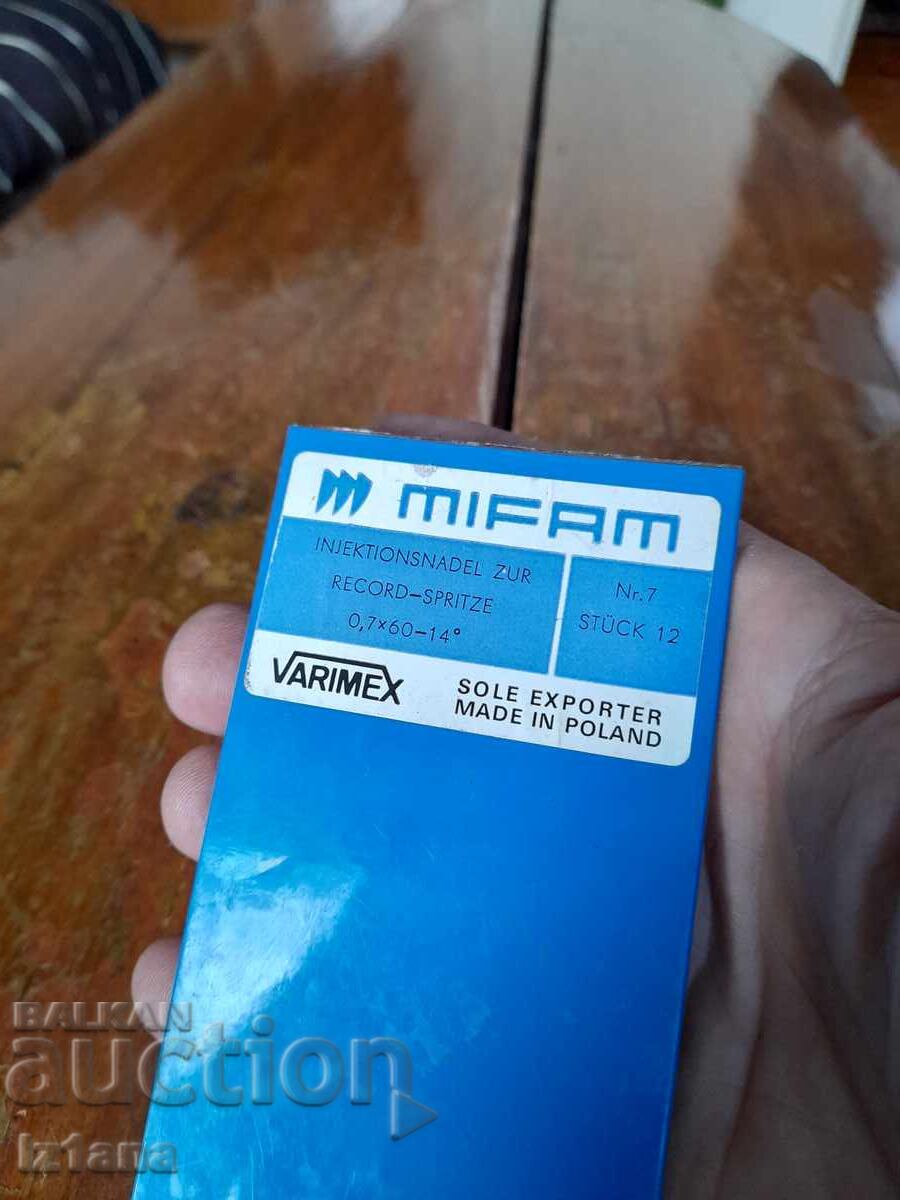 MIFAM
INJEKTIONSNADEL ZUR
RECORD-SPRITZE
0,7×60-14°
Nr.7
STÜCK 12
VARIMEX
SOLE EXPORTER
MADE IN POLAND
BALKAN
auction
iz1ana